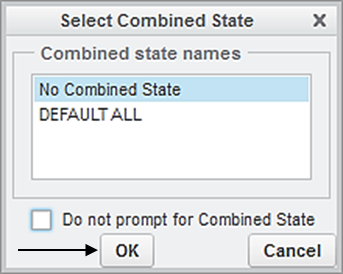 Select Combined State
Combined state names
No Combined State
DEFAULT ALL
Do not prompt for Combined State
OK
Cancel